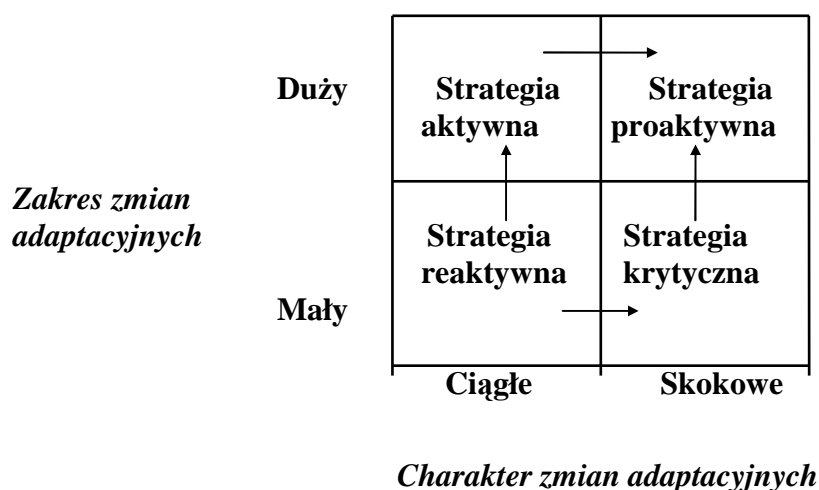 Duży
Strategia
aktywna
Strategia
proaktywna
Zakres zmian
adaptacyjnych
Strategia
reaktywna
Strategia
krytyczna
Mały
Ciągłe
Skokowe
Charakter zmian adaptacyjnych